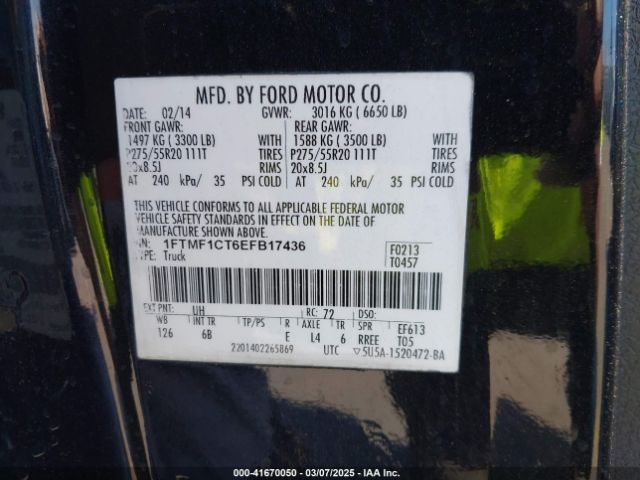 MFD. BY FORD MOTOR CO.
DATE: 02/14 GVWR: 3016 KG ( 6650 LB)
FRONT GAWR: REAR GAWR:
1497 KG ( 3300 LB) WITH 1588 KG ( 3500 LB) WITH
P275/55R20 111T TIRES P275/55R20 111T TIRES
20x8.5J RIMS 20x8.5J RIMS
AT 240 kPa/ 35 PSI COLD AT 240 kPa/ 35 PSI COLD
THIS VEHICLE CONFORMS TO ALL APPLICABLE FEDERAL MOTOR
VEHICLE SAFETY STANDARDS IN EFFECT ON THE DATE OF
MANUFACTURE SHOWN ABOVE.
1FTMF1CT6EFB17436 F0213
TYPE: Truck T0457
EXT PNT: UH RC: 72 DSO:
WB INT TR TP/PS R AXLE TR SPR EF613
126 6B E L4 6 RREE T05
2201402265869 UTC ▽5U5A-1520472-BA
000-41670050 - 03/07/2025 - IAA Inc.